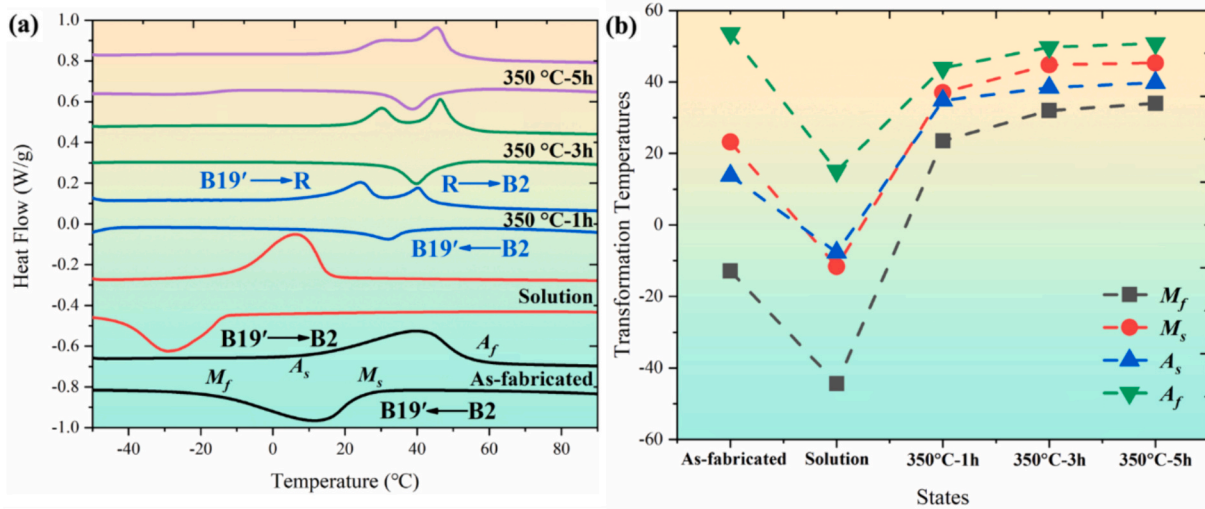 (a)
1.0
0.8
0.6
0.4
0.2
0.0
-0.2
-0.4
-0.6
-0.8
-1.0
Heat Flow (W/g)
350 °C-5h
350 °C-3h
B19′⟶R
R⟶B2
350 °C-1h
B19′⟵B2
Solution
B19′⟶B2
Af
As
Mf
Ms
As-fabricated
B19′⟵B2
-40 -20 0 20 40 60 80
Temperature (℃)
(b)
60
40
20
0
-20
-40
-60
Transformation Temperatures
Mf
Ms
As
Af
As-fabricated Solution 350°C-1h 350°C-3h 350°C-5h
States